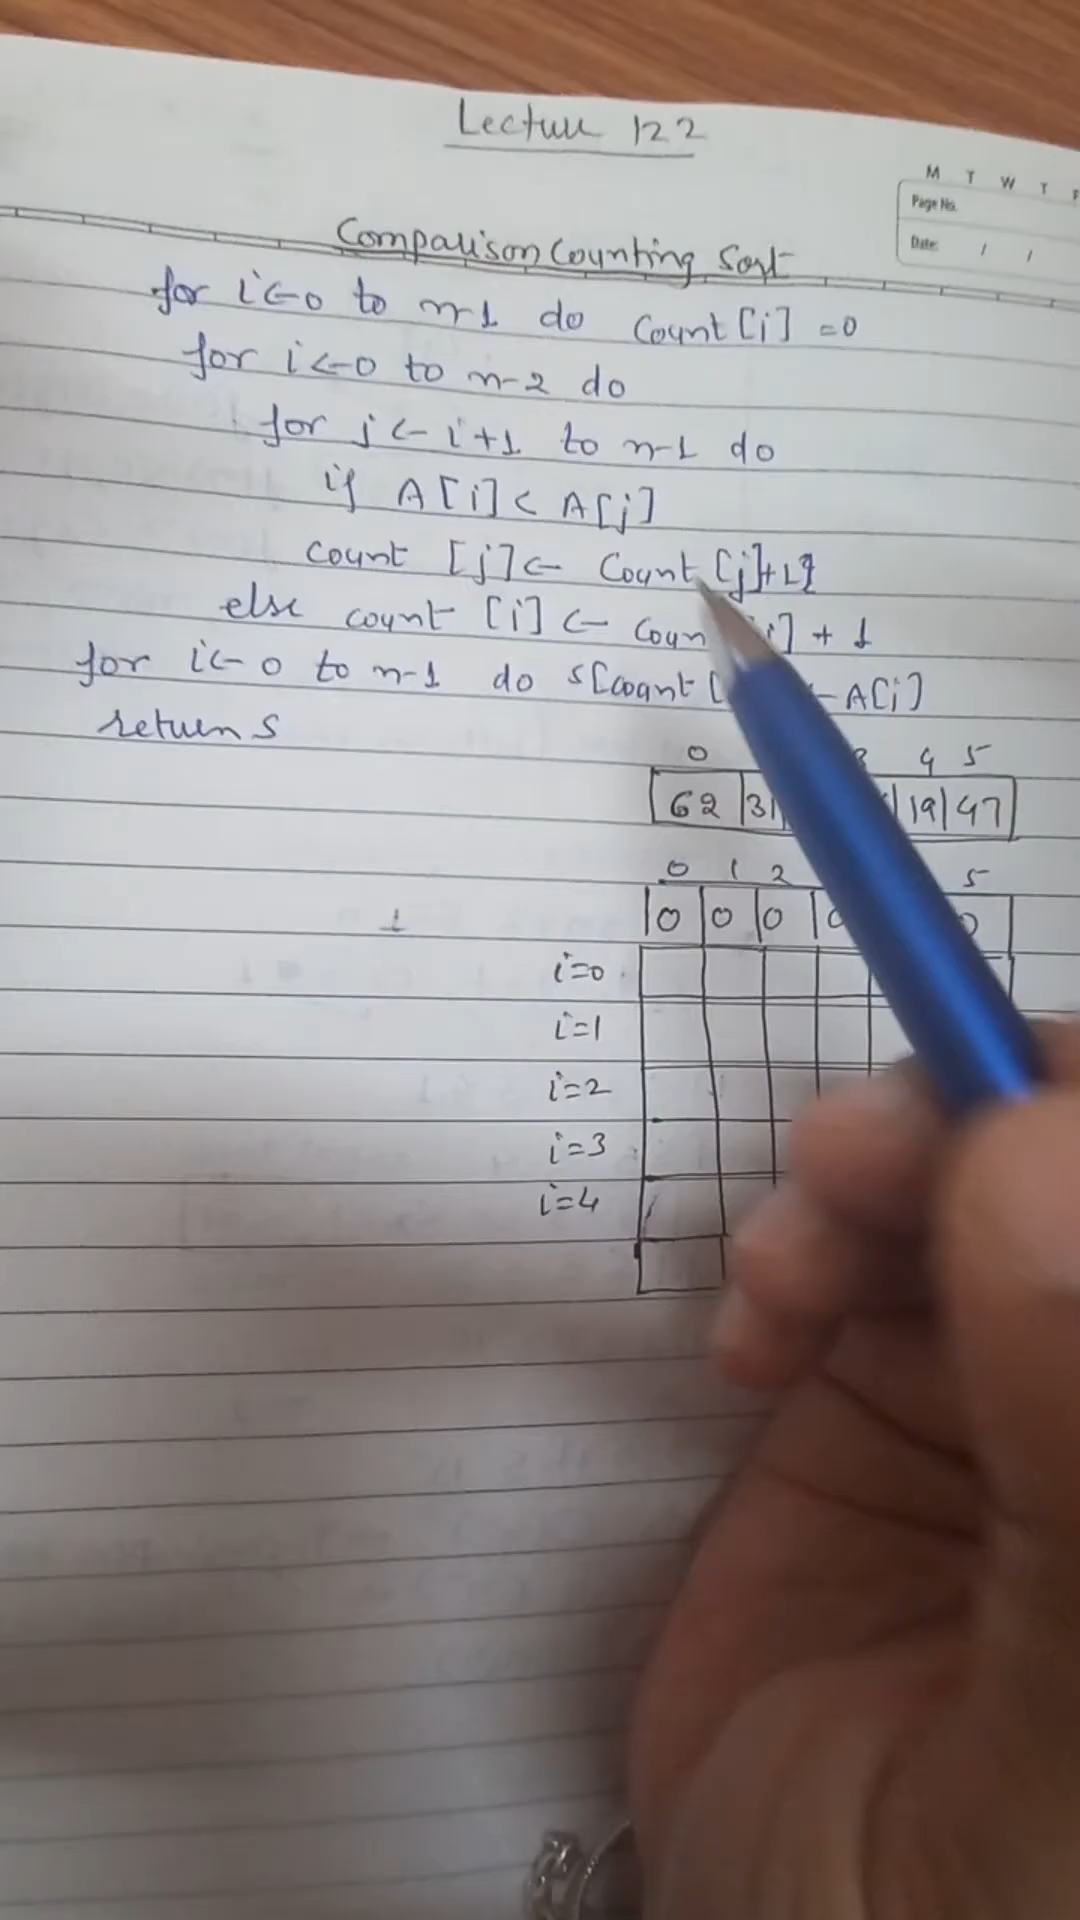 Lecture 122
M T W T F
Page No.
Date: / /
Comparison Counting Sort
for i<-0 to n-1 do Count[i] =0
for i<-0 to n-2 do
for j<-i+1 to n-1 do
if A[i]< A[j]
Count [j]<- Count[j]+1
else count [i] <- Coun i] + 1
for i<-0 to n-1 do S[Count[ <-A[i]
return S
0 4 5
62 31 19 47
0 1 2 5
1 0 0 0 0 0
i=0
i=1
i=2
i=3
i=4